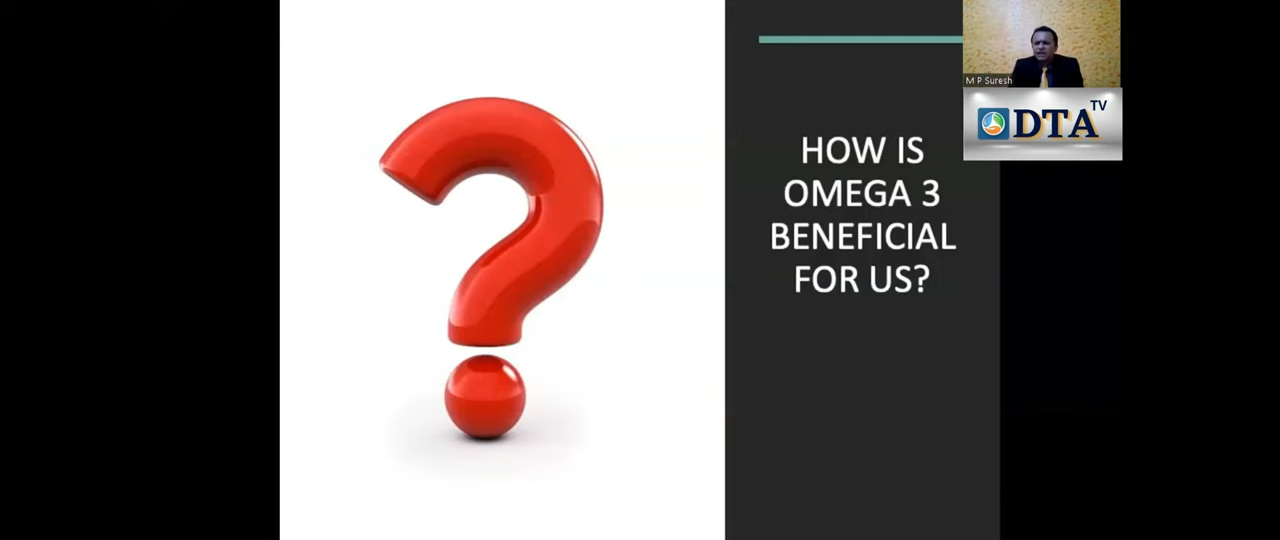 HOW IS
OMEGA 3
BENEFICIAL
FOR US?
M P Suresh
DTA TV